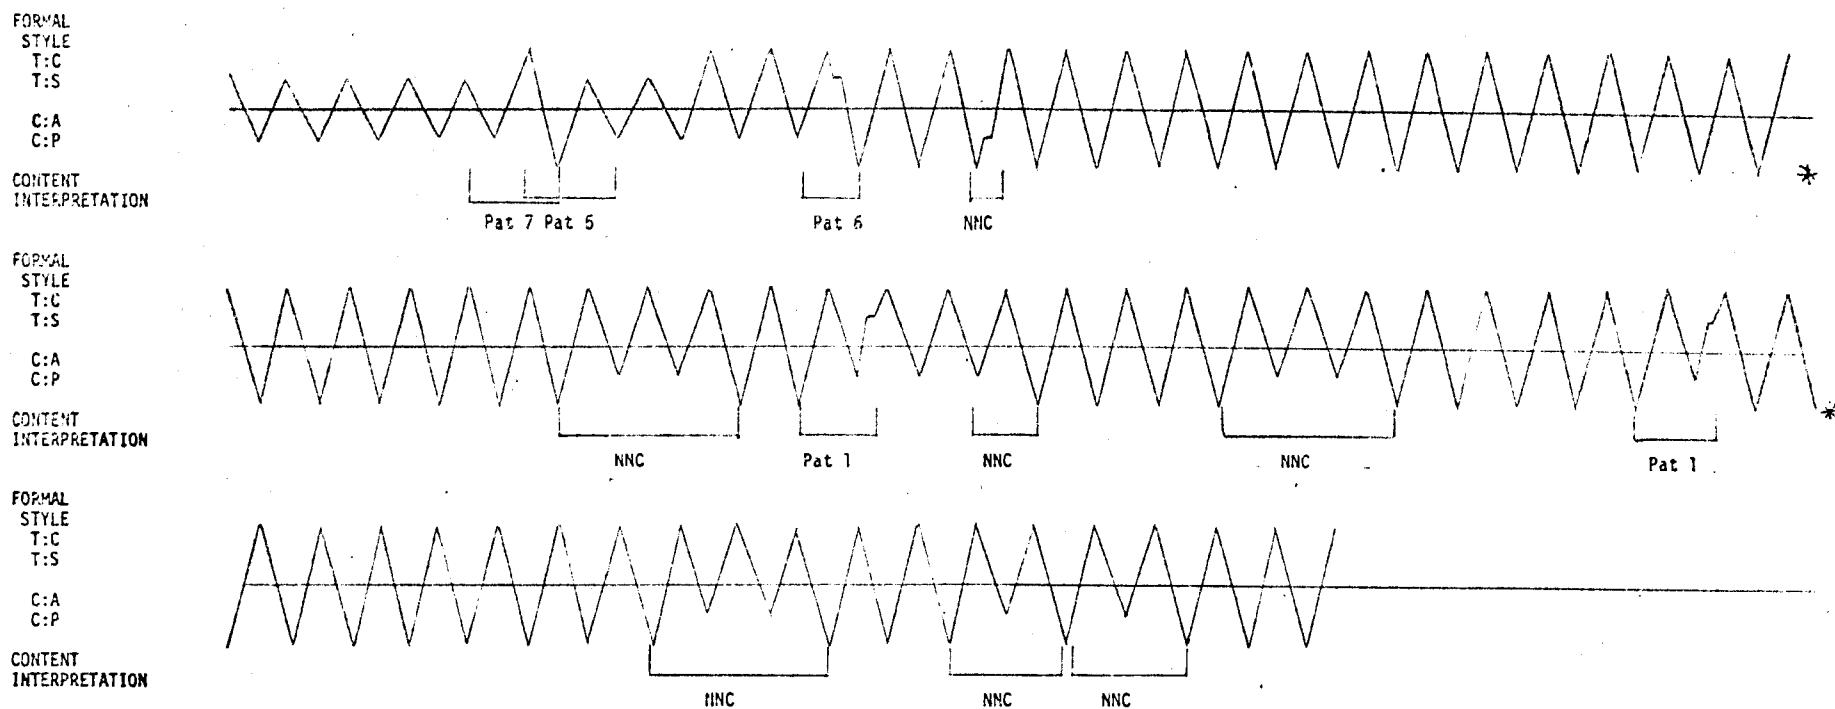 FORMAL
STYLE
T:C
T:S
C:A
C:P
CONTENT
INTERPRETATION
Pat 7 Pat 5 Pat 6 NNC
*
FORMAL
STYLE
T:C
T:S
C:A
C:P
CONTENT
INTERPRETATION
NNC Pat 1 NNC NNC Pat 1
*
FORMAL
STYLE
T:C
T:S
C:A
C:P
CONTENT
INTERPRETATION
NNC NNC NNC